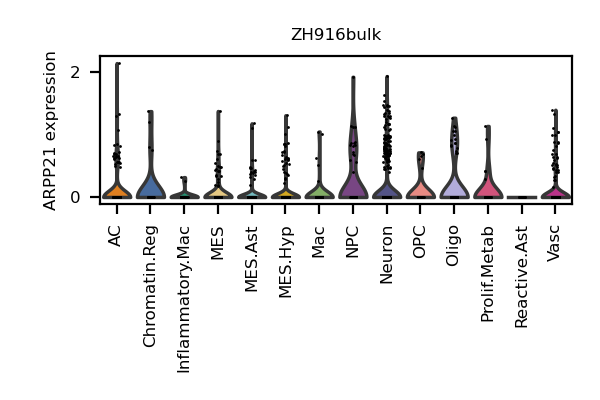 ZH916bulk
ARPP21 expression
2
0
AC
Chromatin.Reg
Inflammatory.Mac
MES
MES.Ast
MES.Hyp
Mac
NPC
Neuron
OPC
Oligo
Prolif.Metab
Reactive.Ast
Vasc